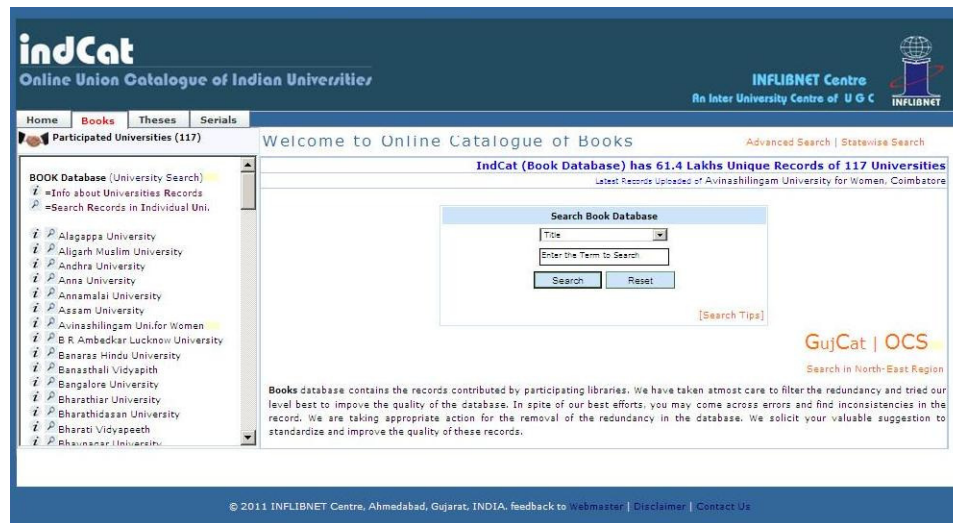 indCat
Online Union Catalogue of Indian Universities
INFLIBNET Centre
An Inter University Centre of U G C
INFLIBNET
Home Books Theses Serials
Participated Universities (117)
BOOK Database (University Search)
i =Info about Universities Records
=Search Records in Individual Uni.
i Alagappa University
i Aligarh Muslim University
i Andhra University
i Anna University
i Annamalai University
i Assam University
i Avinashilingam Uni.for Women
i B R Ambedkar Lucknow University
i Banaras Hindu University
i Banasthali Vidyapith
i Bangalore University
i Bharathiar University
i Bharathidasan University
i Bharati Vidyapeeth
i Bhavnagar University
Welcome to Online Catalogue of Books
Advanced Search | Statewise Search
IndCat (Book Database) has 61.4 Lakhs Unique Records of 117 Universities
Latest Records Uploaded of Avinashilingam University for Women, Coimbatore
Search Book Database
Title
Enter the Term to Search
Search Reset
[Search Tips]
GujCat | OCS
Search in North-East Region
Books database contains the records contributed by participating libraries. We have taken atmost care to filter the redundancy and tried our
level best to impove the quality of the database. In spite of our best efforts, you may come across errors and find inconsistencies in the
record. We are taking appropriate action for the removal of the redundancy in the database. We solicit your valuable suggestion to
standardize and improve the quality of these records.
© 2011 INFLIBNET Centre, Ahmedabad, Gujarat, INDIA. feedback to Webmaster | Disclaimer | Contact Us